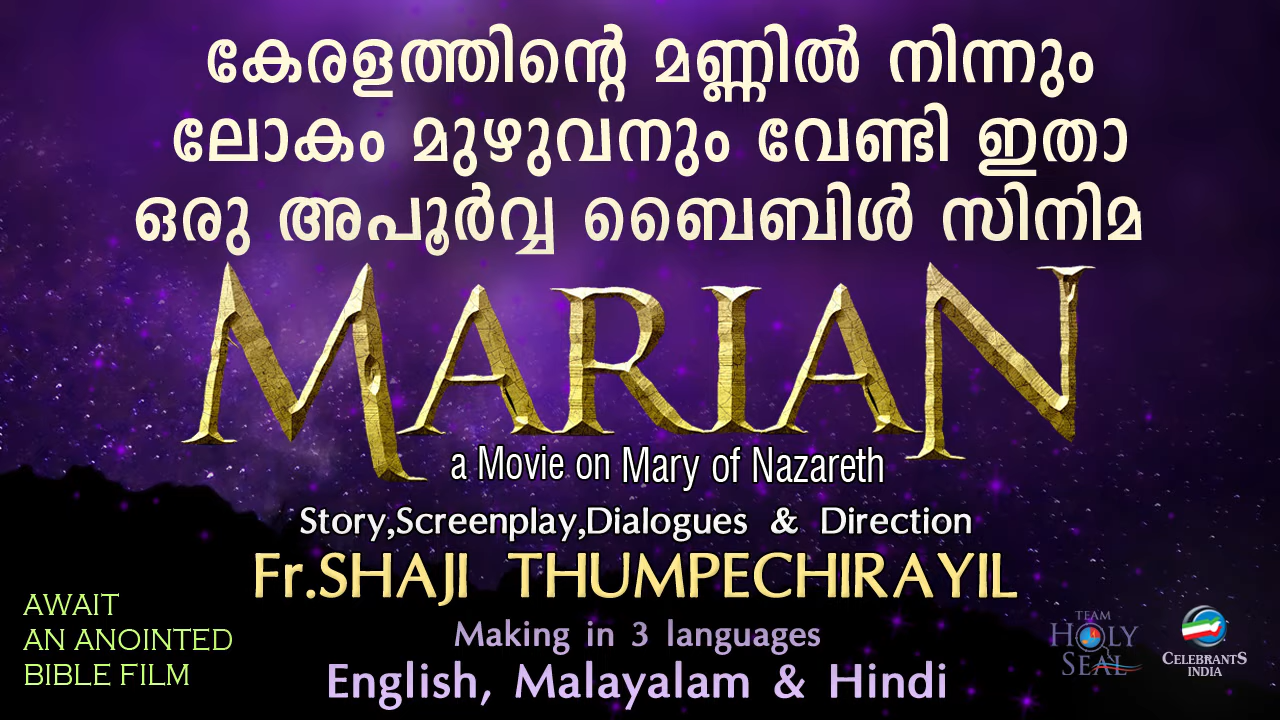 കേരളത്തിന്റെ മണ്ണിൽ നിന്നും
ലോകം മുഴുവനും വേണ്ടി ഇതാ
ഒരു അപൂർവ്വ ബൈബിൾ സിനിമ
MARIAN
a Movie on Mary of Nazareth
Story,Screenplay,Dialogues & Direction
Fr.SHAJI THUMPECHIRAYIL
Making in 3 languages
English, Malayalam & Hindi
AWAIT
AN ANOINTED
BIBLE FILM
TEAM
HOLY
SEAL
CELEBRANTS
INDIA